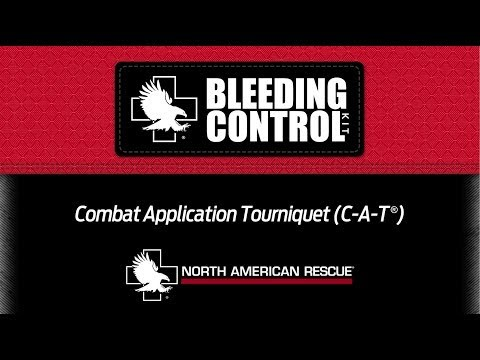 BLEEDING
CONTROL
KIT
®
Combat Application Tourniquet (C-A-T®)
NORTH AMERICAN RESCUE®
®